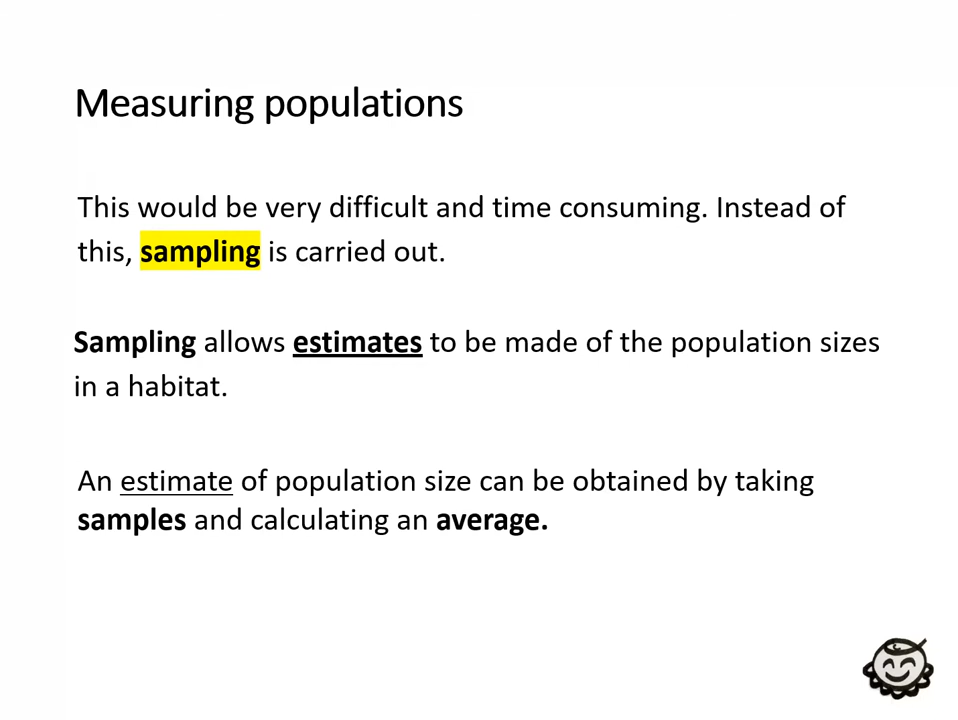 Measuring populations
This would be very difficult and time consuming. Instead of
this, sampling is carried out.
Sampling allows estimates to be made of the population sizes
in a habitat.
An estimate of population size can be obtained by taking
samples and calculating an average.